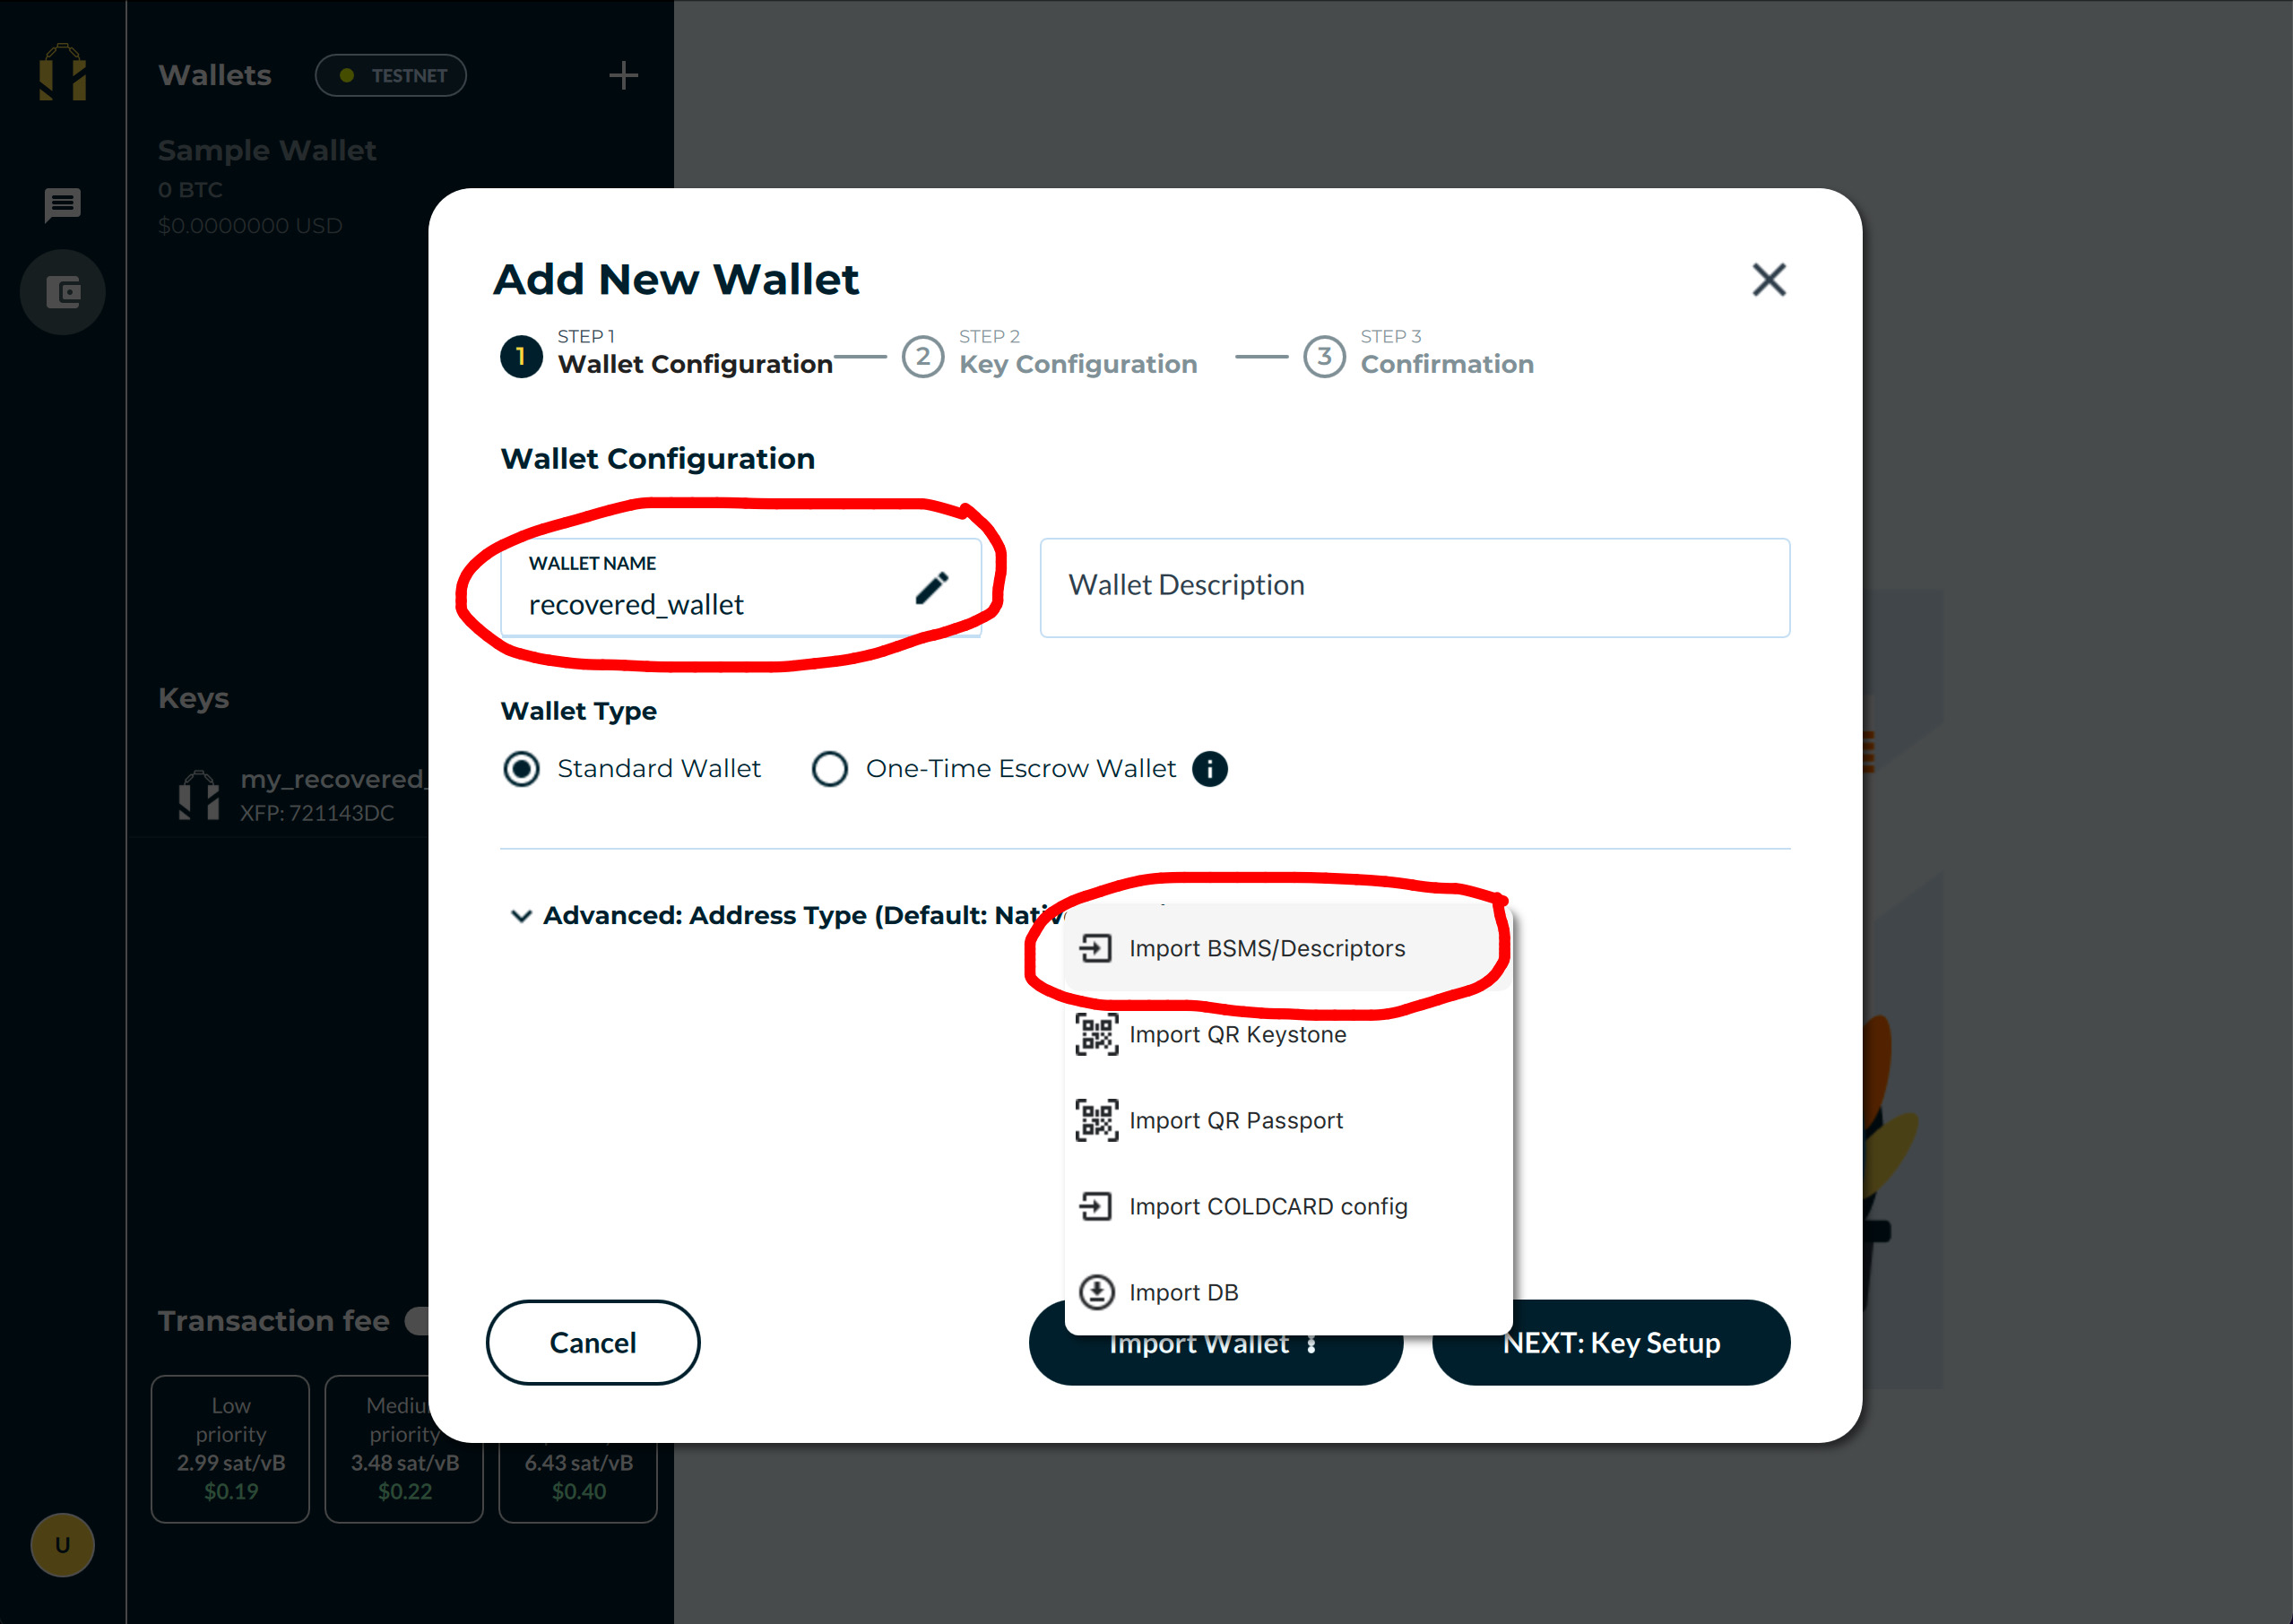 Wallets
TESTNET
Sample Wallet
0 BTC
$0.0000000 USD
Keys
my_recovered_
XFP: 721143DC
Transaction fee
Low
priority
2.99 sat/vB
$0.19
priority
3.48 sat/vB
$0.22
6.43 sat/vB
$0.40
U
Add New Wallet
1
STEP 1
Wallet Configuration
2
STEP 2
Key Configuration
3
STEP 3
Confirmation
Wallet Configuration
WALLET NAME
recovered_wallet
Wallet Description
Wallet Type
Standard Wallet
One-Time Escrow Wallet
Advanced: Address Type (Default:
Import BSMS/Descriptors
Import QR Keystone
Import QR Passport
Import COLDCARD config
Import DB
Cancel
Import Wallet
NEXT: Key Setup